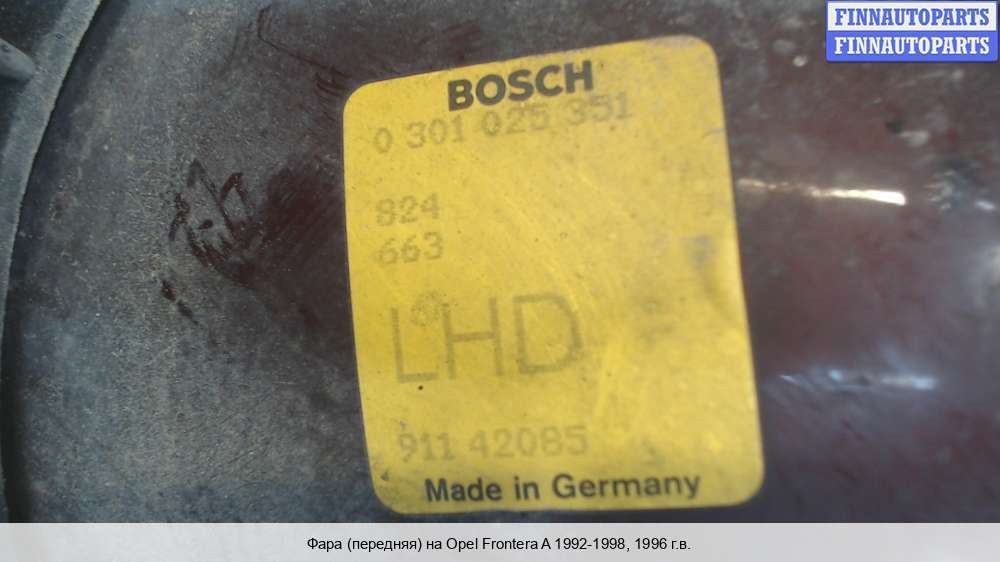 FINNAUTOPARTS
FINNAUTOPARTS
BOSCH
0 301 025 351
824
663
LHD
911 42085
Made in Germany
Фара (передняя) на Opel Frontera A 1992-1998, 1996 г.в.